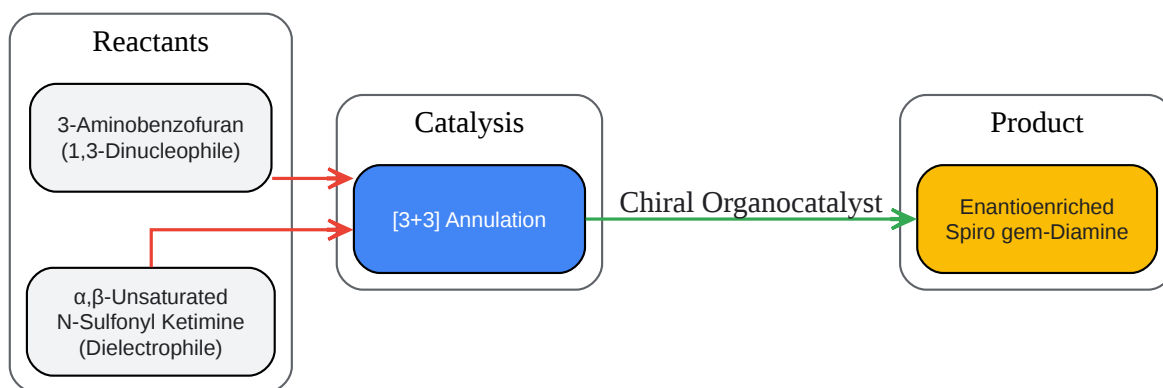 Reactants
3-Aminobenzofuran
(1,3-Dinucleophile)
α,β-Unsaturated
N-Sulfonyl Ketimine
(Dielectrophile)
Catalysis
[3+3] Annulation
Chiral Organocatalyst
Product
Enantioenriched
Spiro gem-Diamine